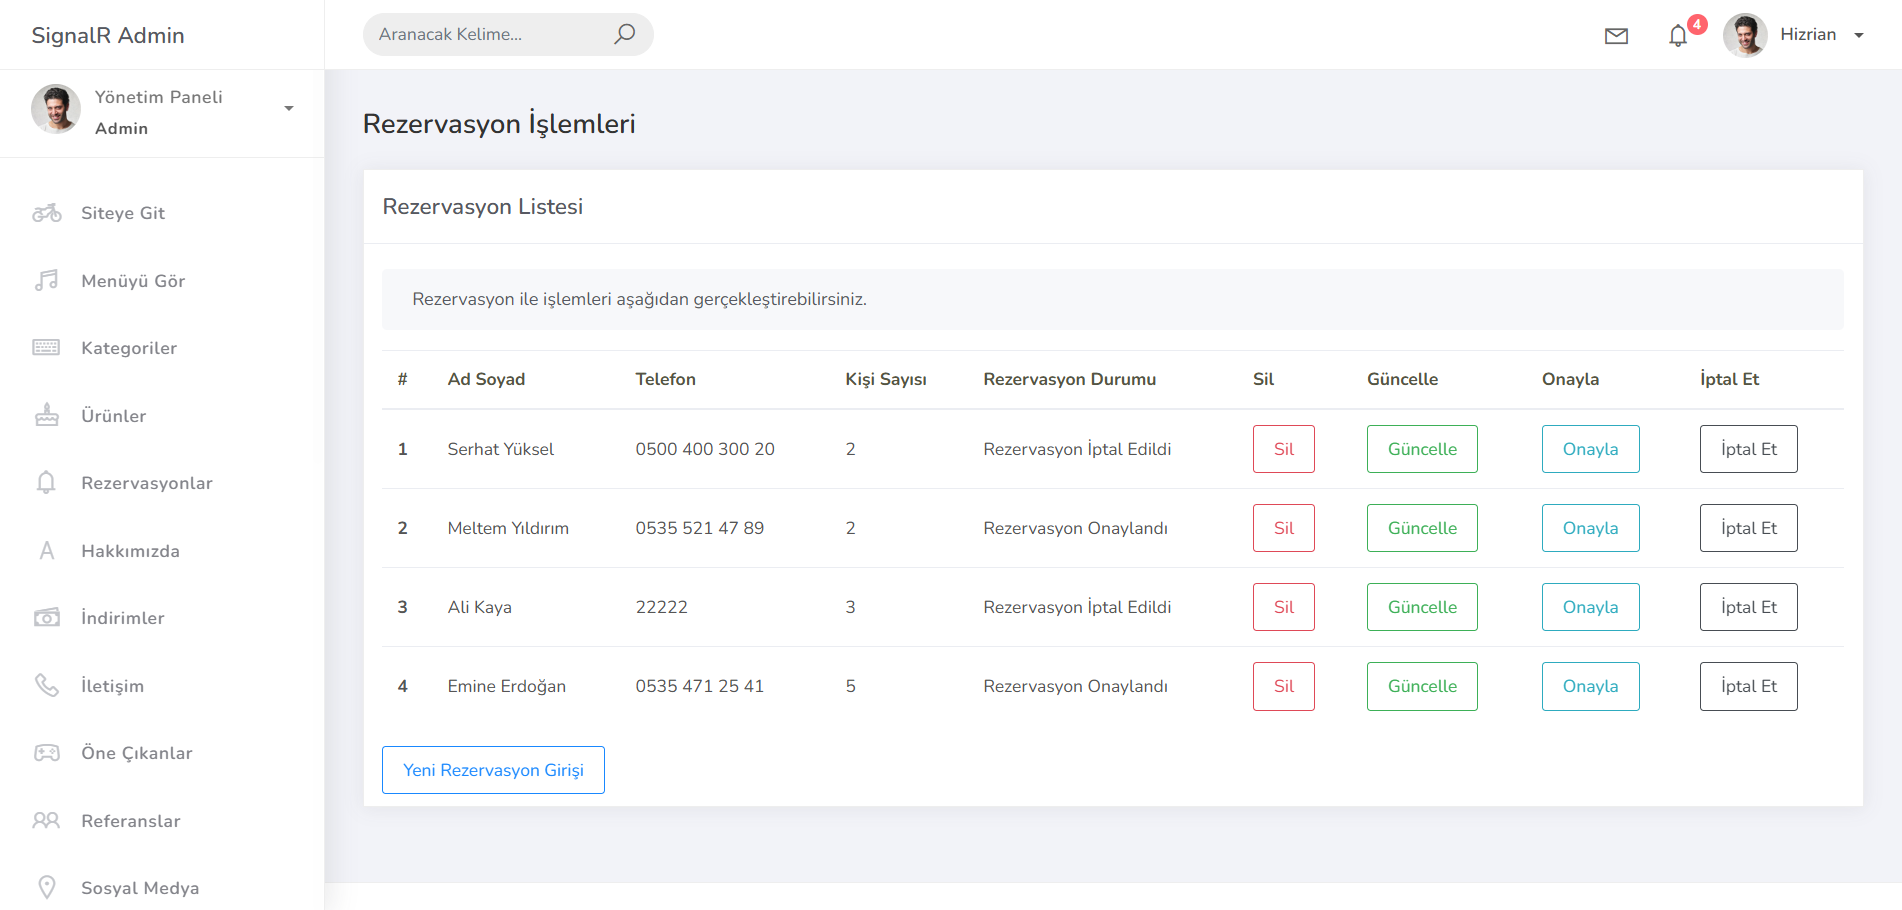 SignalR Admin
Aranacak Kelime...
4
Hizrian
Yönetim Paneli
Admin
Siteye Git
Menüyü Gör
Kategoriler
Ürünler
Rezervasyonlar
Hakkımızda
İndirimler
İletişim
Öne Çıkanlar
Referanslar
Sosyal Medya
Rezervasyon İşlemleri
Rezervasyon Listesi
Rezervasyon ile işlemleri aşağıdan gerçekleştirebilirsiniz.
# Ad Soyad Telefon Kişi Sayısı Rezervasyon Durumu Sil Güncelle Onayla İptal Et
1 Serhat Yüksel 0500 400 300 20 2 Rezervasyon İptal Edildi Sil Güncelle Onayla İptal Et
2 Meltem Yıldırım 0535 521 47 89 2 Rezervasyon Onaylandı Sil Güncelle Onayla İptal Et
3 Ali Kaya 22222 3 Rezervasyon İptal Edildi Sil Güncelle Onayla İptal Et
4 Emine Erdoğan 0535 471 25 41 5 Rezervasyon Onaylandı Sil Güncelle Onayla İptal Et
Yeni Rezervasyon Girişi